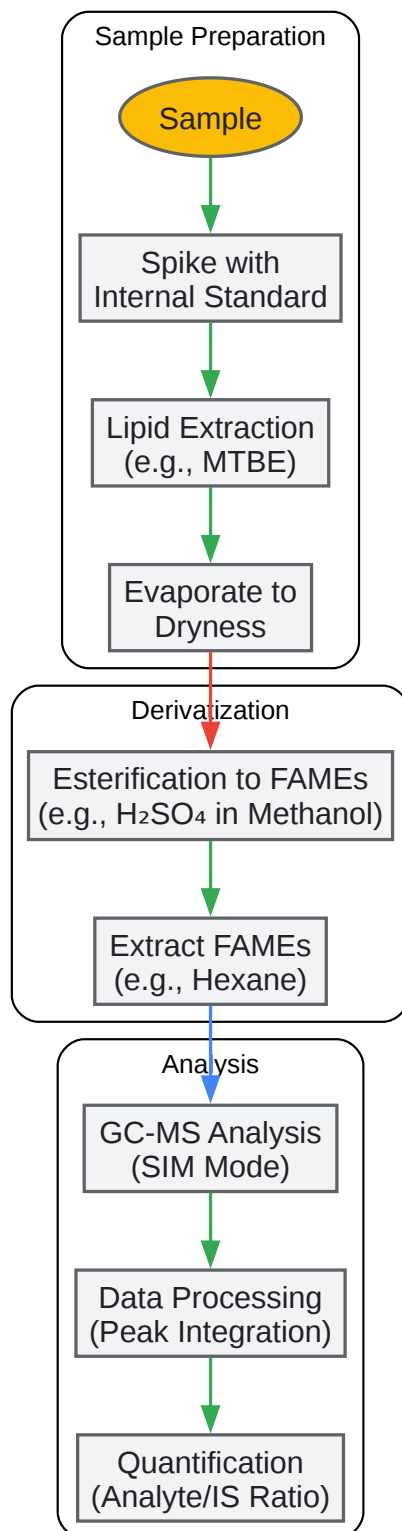 Sample Preparation
Sample
Spike with
Internal Standard
Lipid Extraction
(e.g., MTBE)
Evaporate to
Dryness
Derivatization
Esterification to FAMEs
(e.g., H₂SO₄ in Methanol)
Extract FAMEs
(e.g., Hexane)
Analysis
GC-MS Analysis
(SIM Mode)
Data Processing
(Peak Integration)
Quantification
(Analyte/IS Ratio)